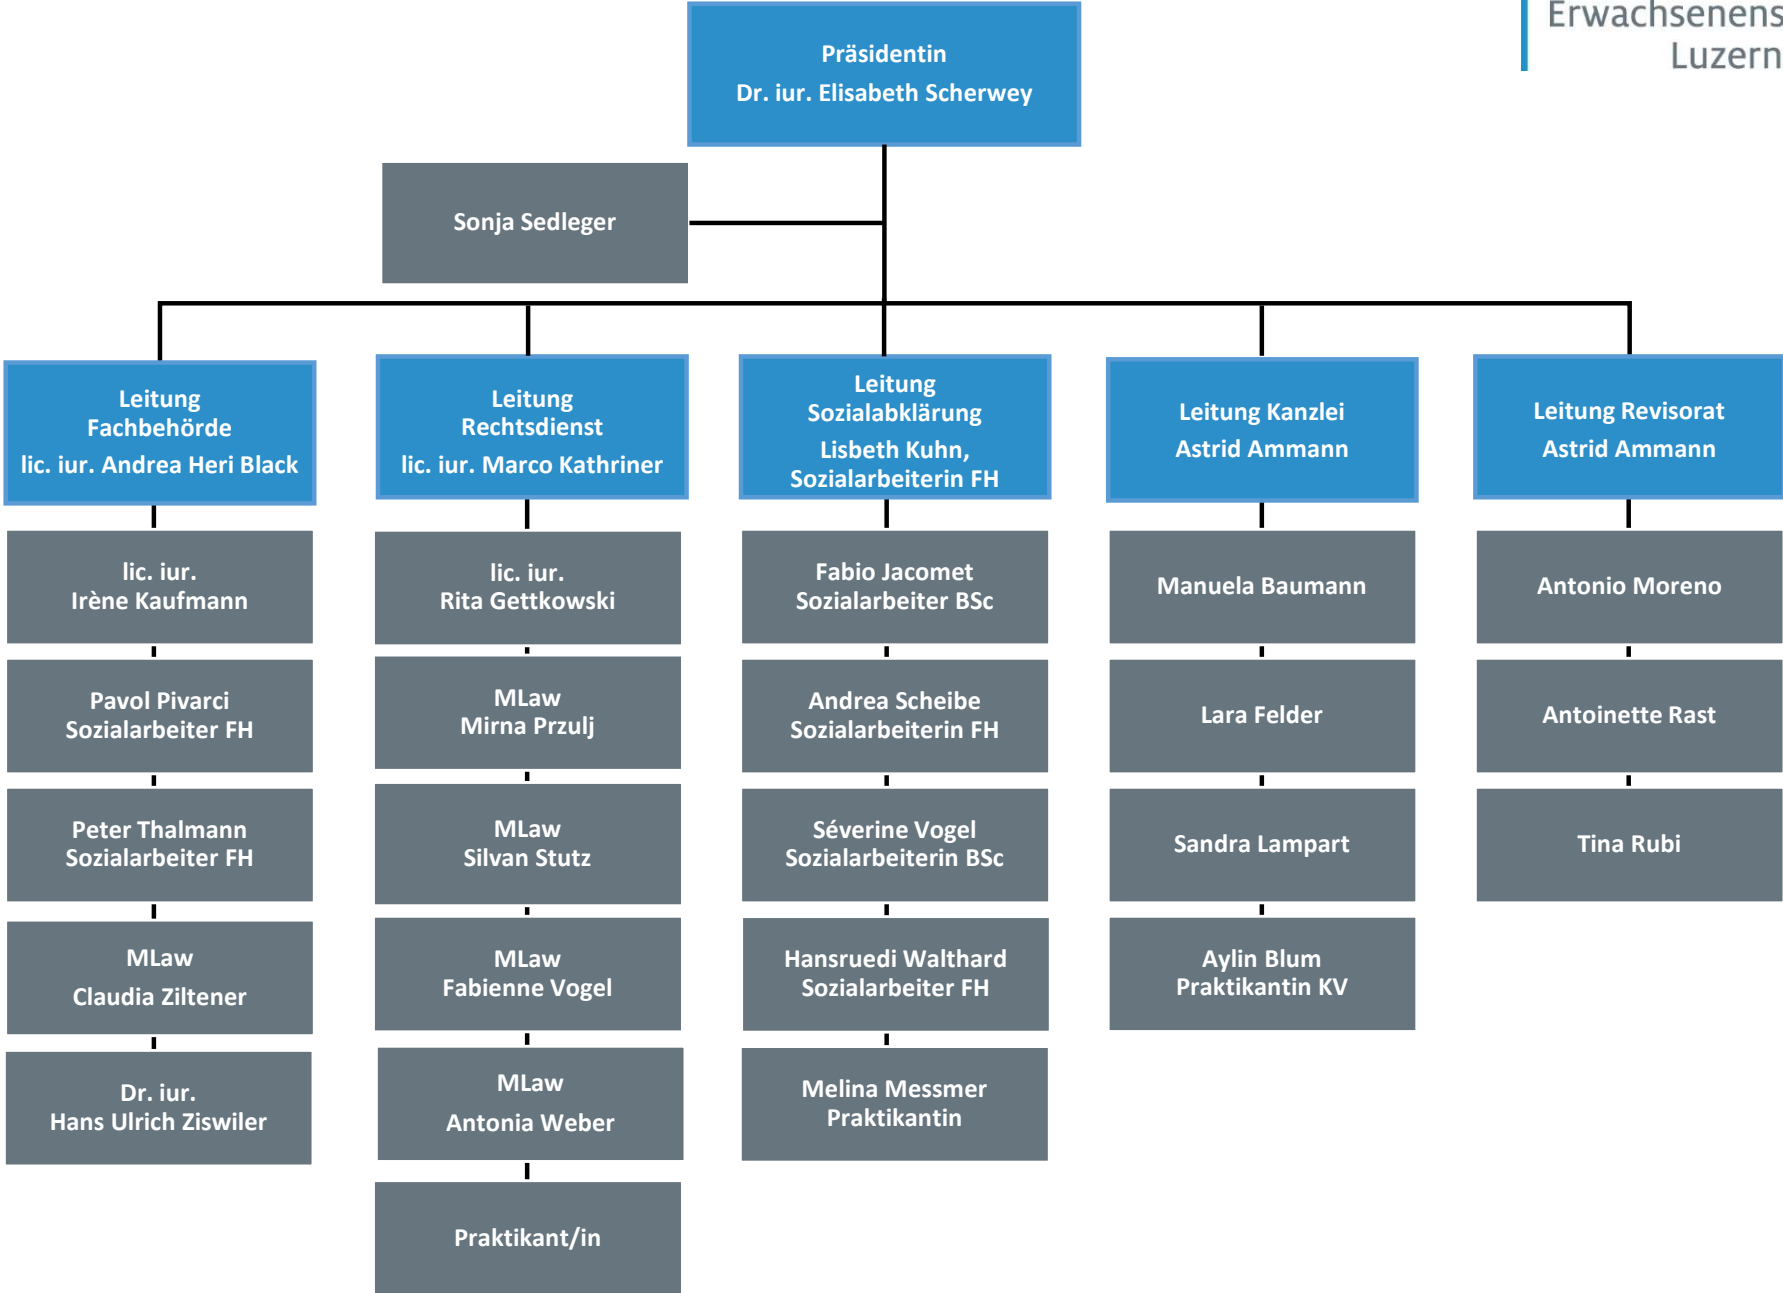 Erwachsenens
Luzern
Präsidentin
Dr. iur. Elisabeth Scherwey
Sonja Sedleger
Leitung
Fachbehörde
lic. iur. Andrea Heri Black
Leitung
Rechtsdienst
lic. iur. Marco Kathriner
Leitung
Sozialabklärung
Lisbeth Kuhn,
Sozialarbeiterin FH
Leitung Kanzlei
Astrid Ammann
Leitung Revisorat
Astrid Ammann
lic. iur.
Irène Kaufmann
Pavol Pivarci
Sozialarbeiter FH
Peter Thalmann
Sozialarbeiter FH
MLaw
Claudia Ziltener
Dr. iur.
Hans Ulrich Ziswiler
lic. iur.
Rita Gettkowski
MLaw
Mirna Przulj
MLaw
Silvan Stutz
MLaw
Fabienne Vogel
MLaw
Antonia Weber
Praktikant/in
Fabio Jacomet
Sozialarbeiter BSc
Andrea Scheibe
Sozialarbeiterin FH
Séverine Vogel
Sozialarbeiterin BSc
Hansruedi Walthard
Sozialarbeiter FH
Melina Messmer
Praktikantin
Manuela Baumann
Lara Felder
Sandra Lampart
Aylin Blum
Praktikantin KV
Antonio Moreno
Antoinette Rast
Tina Rubi